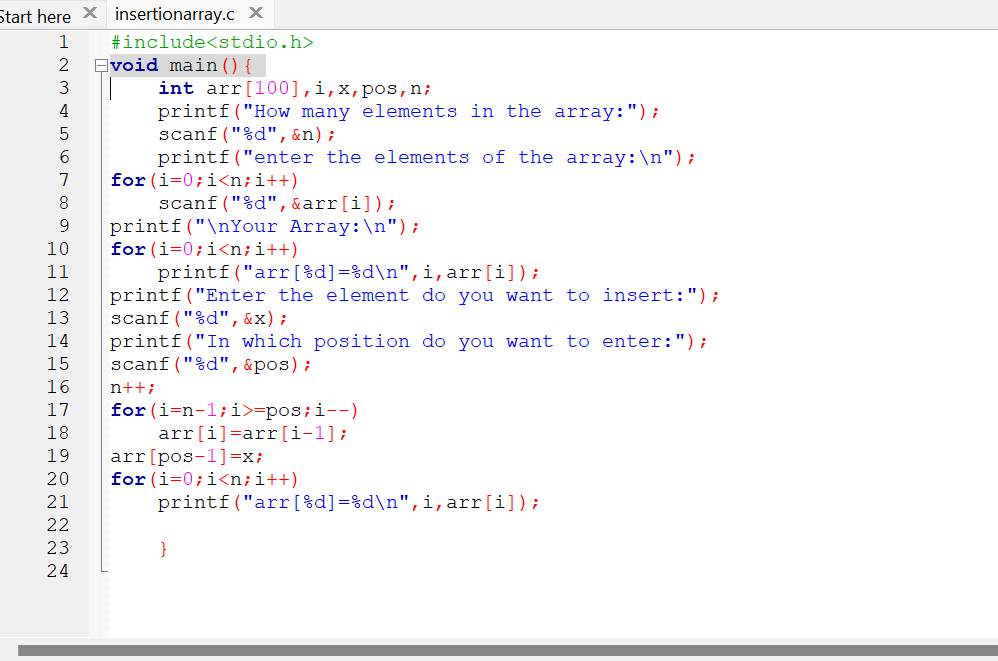 Start here × insertionarray.c ×
1 #include<stdio.h>
2 void main(){
3     int arr[100],i,x,pos,n;
4     printf("How many elements in the array:");
5     scanf("%d",&n);
6     printf("enter the elements of the array:\n");
7 for(i=0;i<n;i++)
8     scanf("%d",&arr[i]);
9 printf("\nYour Array:\n");
10 for(i=0;i<n;i++)
11     printf("arr[%d]=%d\n",i,arr[i]);
12 printf("Enter the element do you want to insert:");
13 scanf("%d",&x);
14 printf("In which position do you want to enter:");
15 scanf("%d",&pos);
16 n++;
17 for(i=n-1;i>=pos;i--)
18     arr[i]=arr[i-1];
19 arr[pos-1]=x;
20 for(i=0;i<n;i++)
21     printf("arr[%d]=%d\n",i,arr[i]);
22
23     }
24